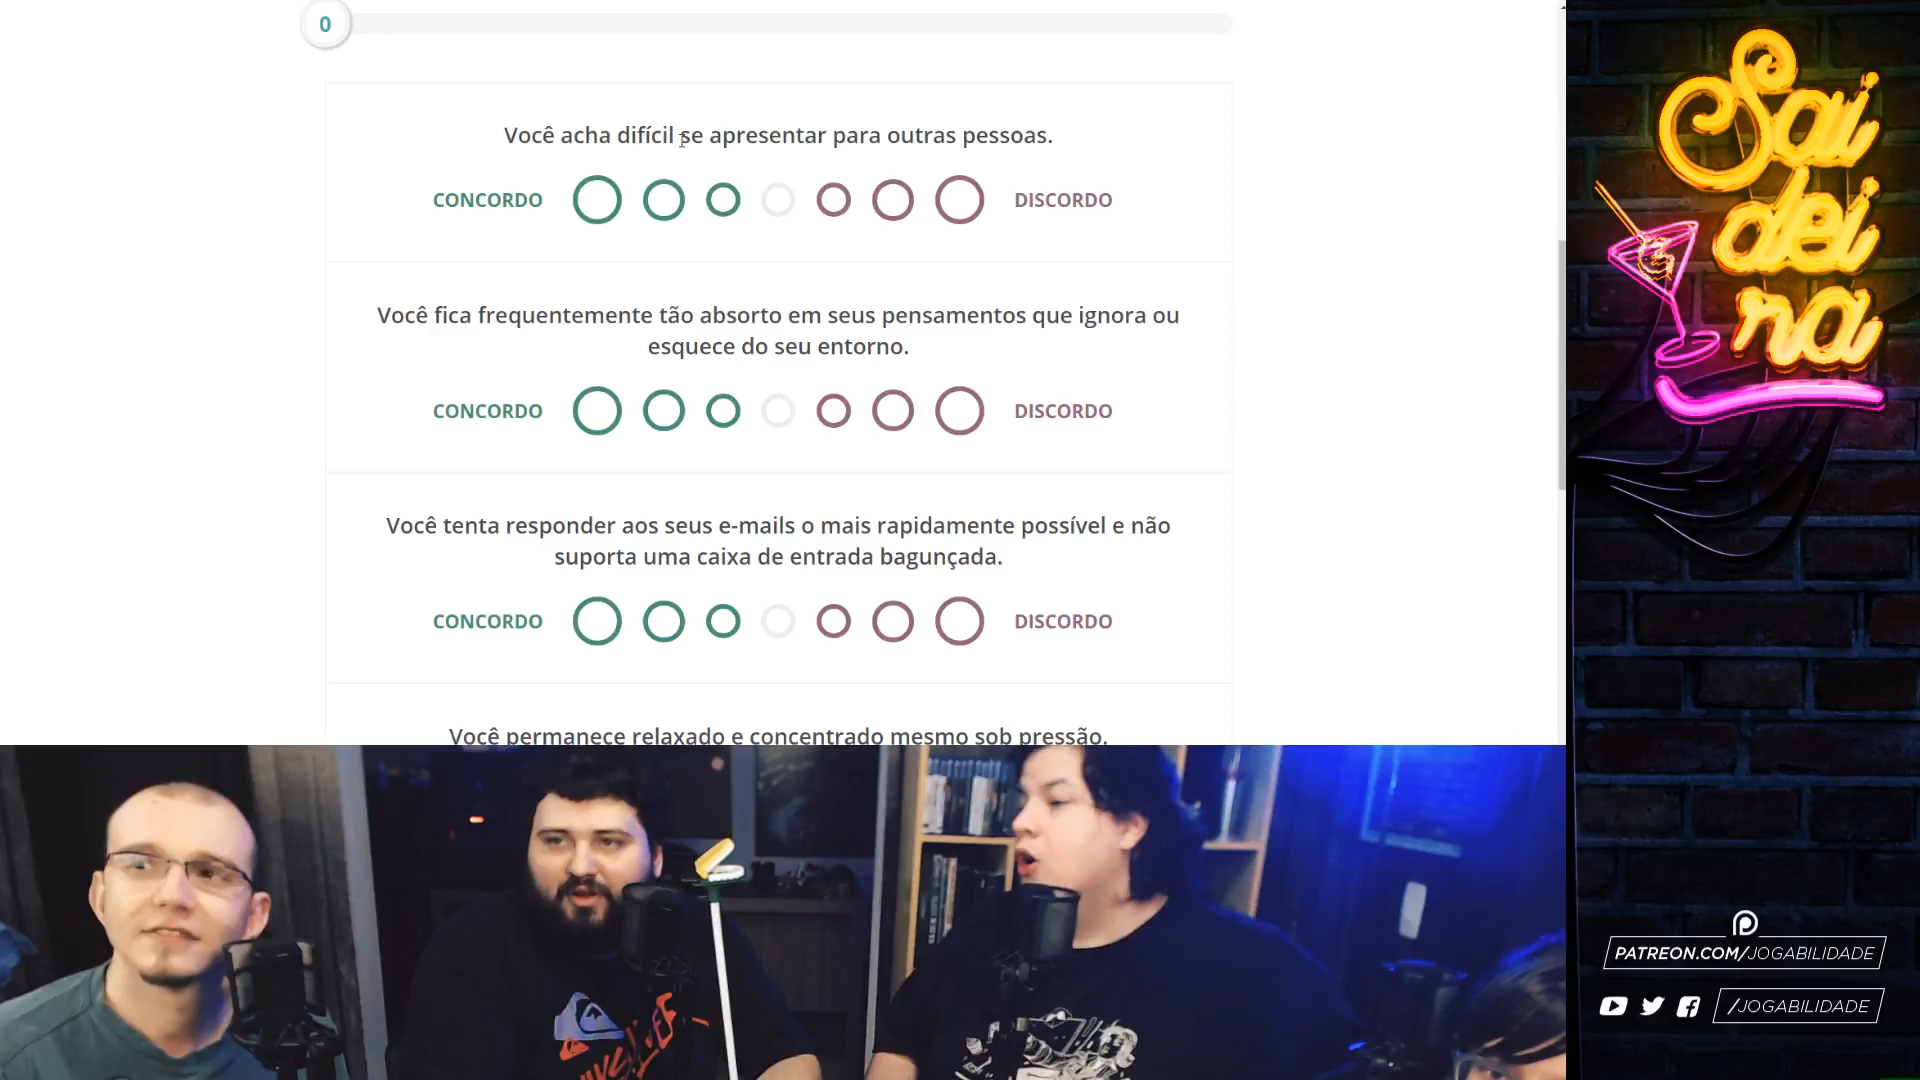 0
Você acha difícil se apresentar para outras pessoas.
CONCORDO DISCORDO
Você fica frequentemente tão absorto em seus pensamentos que ignora ou
esquece do seu entorno.
CONCORDO DISCORDO
Você tenta responder aos seus e-mails o mais rapidamente possível e não
suporta uma caixa de entrada bagunçada.
CONCORDO DISCORDO
Você permanece relaxado e concentrado mesmo sob pressão.
Sai
dei
ra
PATREON.COM/JOGABILIDADE
/JOGABILIDADE